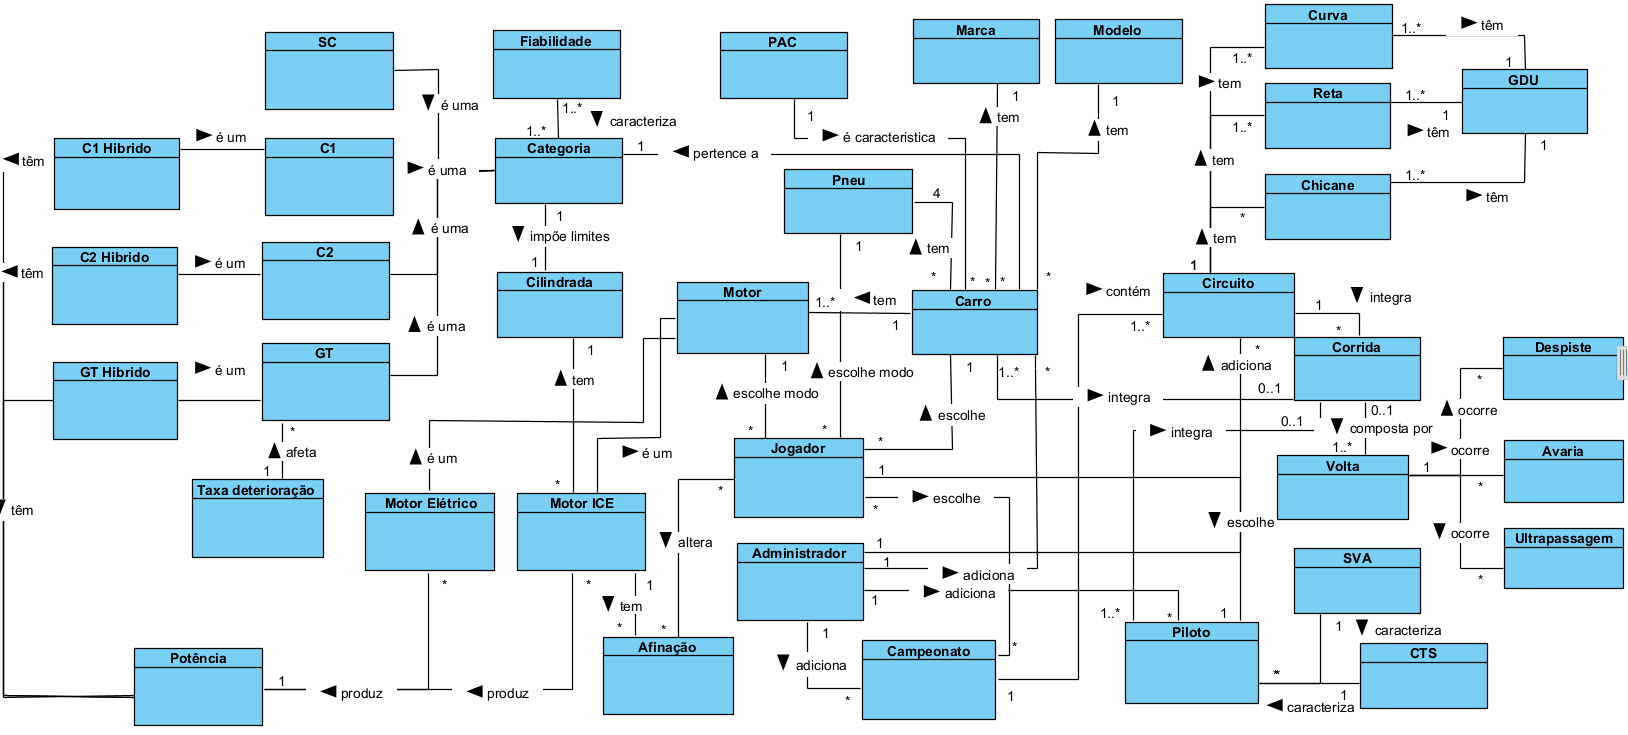 SC
Fiabilidade
PAC
Marca
Modelo
Curva
1..*
têm
1
GDU
1..*
tem
é uma
1..*
caracteriza
1
1
tem
1
tem
Reta
1..*
1
têm
1..*
C1 Hibrido
é um
C1
têm
1..*
Categoria
1
pertence a
é característica
é uma
tem
Chicane
1..*
1
têm
*
Pneu
4
1
tem
1
impõe limites
1
é uma
tem
1
C2 Hibrido
é um
C2
têm
Cilindrada
1
tem
Motor
1..*
tem
1
*
*
*
*
*
Carro
contém
1..*
Circuito
1
integra
*
é uma
GT Hibrido
é um
GT
*
afeta
1
Taxa deterioração
têm
escolhe modo
1
*
escolhe modo
*
1
escolhe
*
1..*
*
integra
0..1
*
adiciona
Corrida
0..1
0..1
composta por
1..*
integra
Despiste
*
ocorre
ocorre
*
Avaria
ocorre
*
Ultrapassagem
Volta
1
é um
é um
Jogador
1
*
escolhe
*
*
altera
*
Motor Elétrico
*
Motor ICE
*
*
1
tem
*
Afinação
Administrador
1
1
adiciona
1
adiciona
*
1
adiciona
*
Campeonato
1
escolhe
1
1..*
Piloto
*
SVA
1
caracteriza
CTS
1
caracteriza
Potência
1
produz
produz